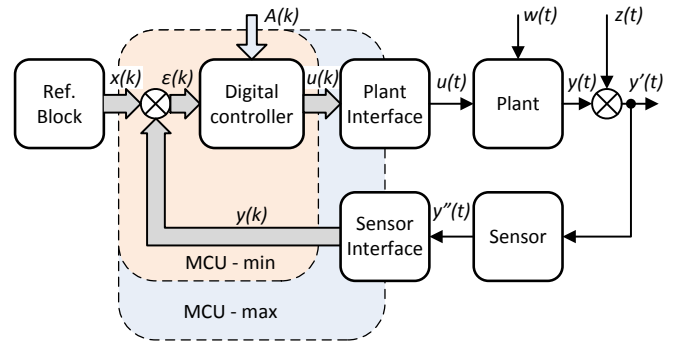 A(k)
w(t)
z(t)
x(k)
ε(k)
u(k)
u(t)
y(t)
y’(t)
Ref.
Block
Digital
controller
Plant
Interface
Plant
y(k)
y’’(t)
Sensor
Interface
Sensor
MCU - min
MCU - max